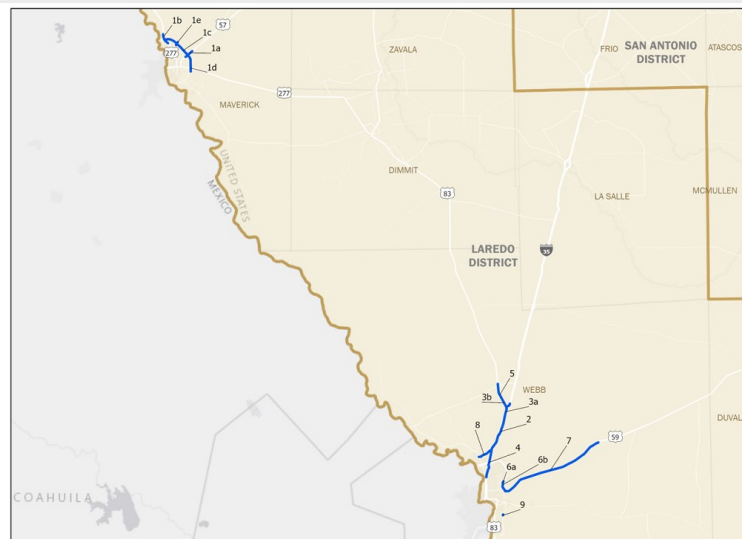 1b
1e
57
1c
277
1a
1d
ZAVALA
FRIO
SAN ANTONIO
DISTRICT
ATASCOS
277
MAVERICK
UNITED STATES
MEXICO
DIMMIT
83
LA SALLE
MCMULLEN
LAREDO
DISTRICT
35
5
WEBB
3b
3a
2
8
4
59
7
6a
6b
DUVAL
COAHUILA
9
83